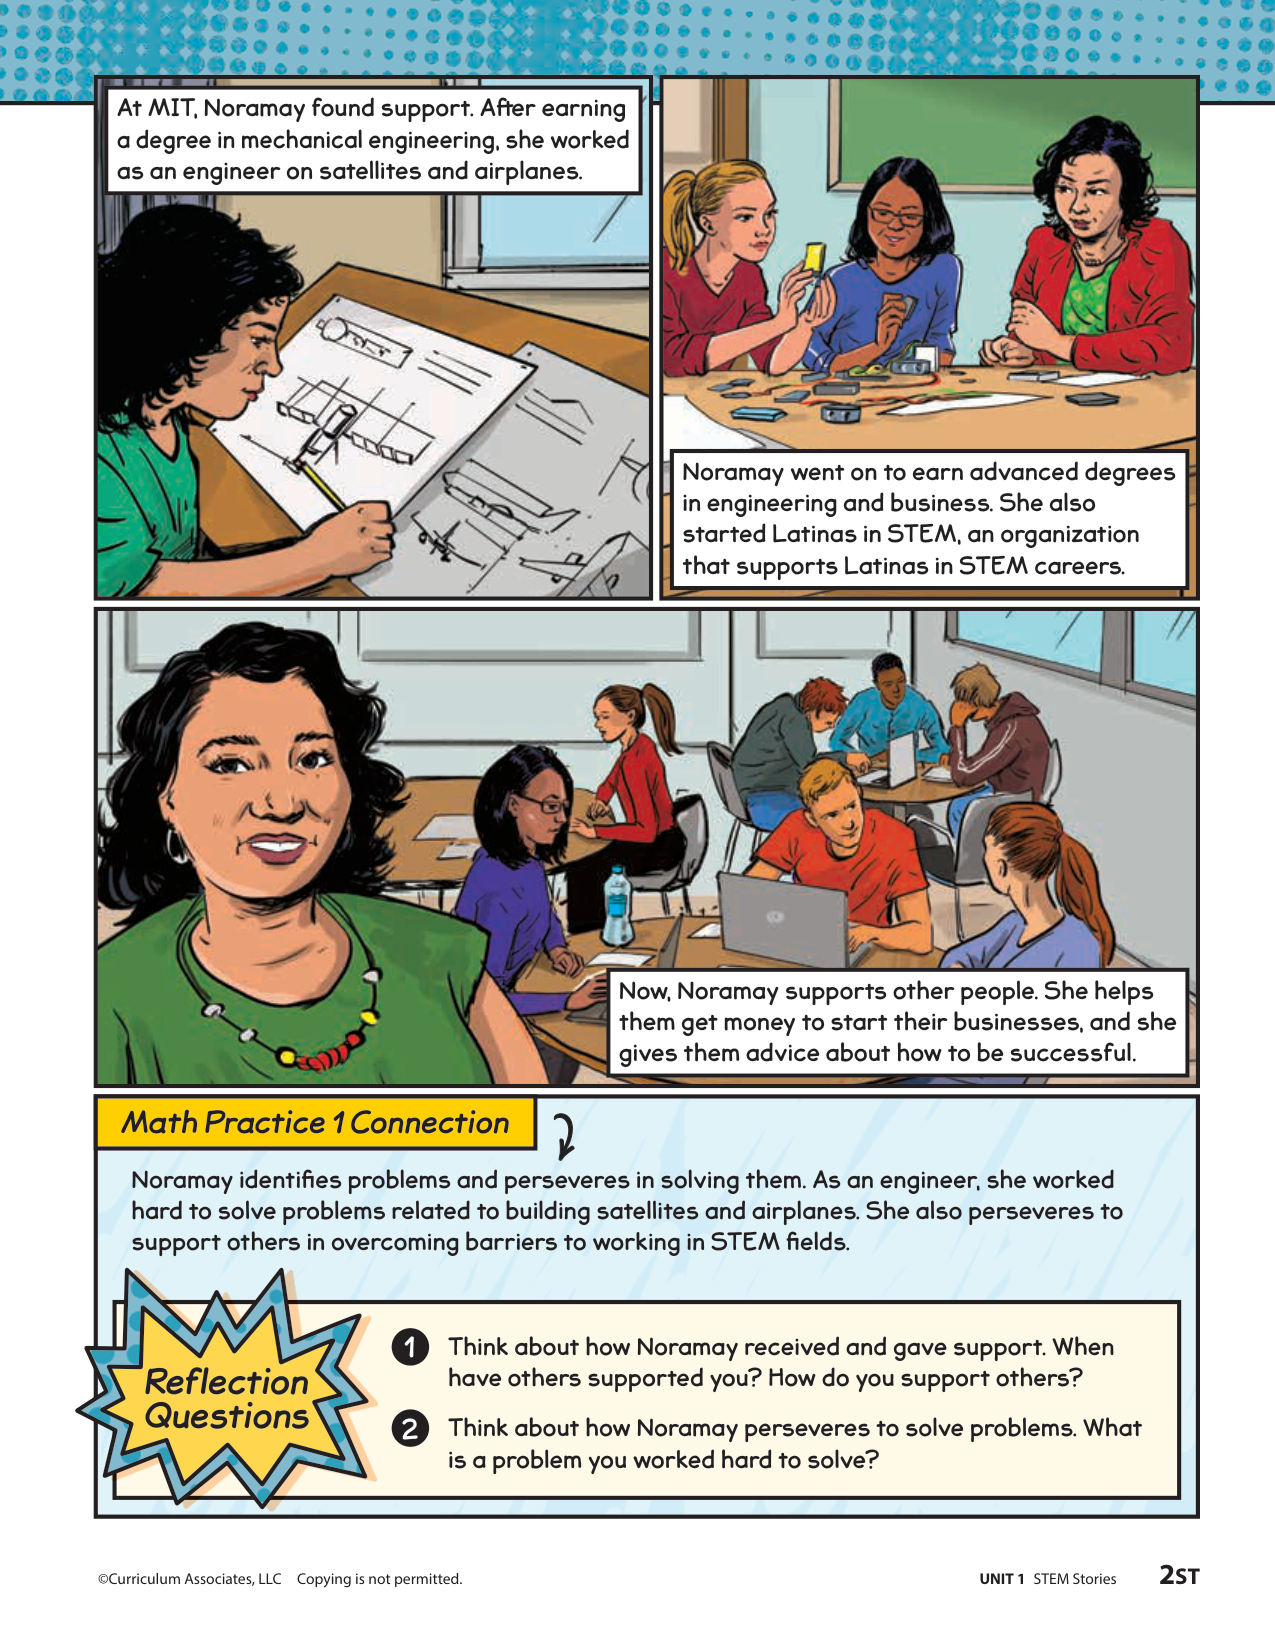 At MIT, Noramay found support. After earning
a degree in mechanical engineering, she worked
as an engineer on satellites and airplanes.
Noramay went on to earn advanced degrees
in engineering and business. She also
started Latinas in STEM, an organization
that supports Latinas in STEM careers.
Now, Noramay supports other people. She helps
them get money to start their businesses, and she
gives them advice about how to be successful.
Math Practice 1 Connection
Noramay identifies problems and perseveres in solving them. As an engineer, she worked
hard to solve problems related to building satellites and airplanes. She also perseveres to
support others in overcoming barriers to working in STEM fields.
Reflection
Questions
1 Think about how Noramay received and gave support. When
have others supported you? How do you support others?
2 Think about how Noramay perseveres to solve problems. What
is a problem you worked hard to solve?
©Curriculum Associates, LLC Copying is not permitted.
UNIT 1 STEM Stories 2ST